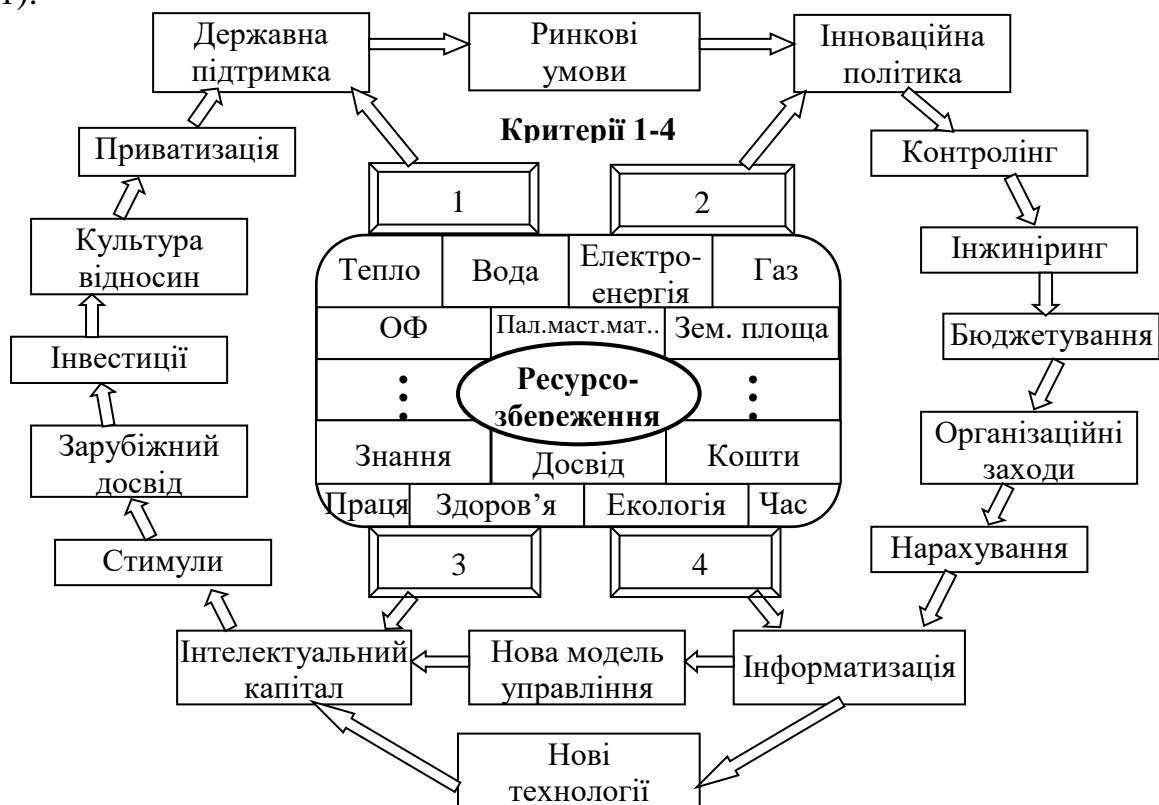 1).
Державна
підтримка
Ринкові
умови
Інноваційна
політика
Критерії 1-4
Приватизація
Контролінг
1
2
Культура
відносин
Інжиніринг
Тепло
Вода
Електро-
енергія
Газ
ОФ
Пал.маст.мат..
Зем. площа
Інвестиції
Бюджетування
Ресурсо-
збереження
Зарубіжний
досвід
Організаційні
заходи
Знання
Досвід
Кошти
Праця
Здоров’я
Екологія
Час
Стимули
Нарахування
3
4
Інтелектуальний
капітал
Нова модель
управління
Інформатизація
Нові
технології